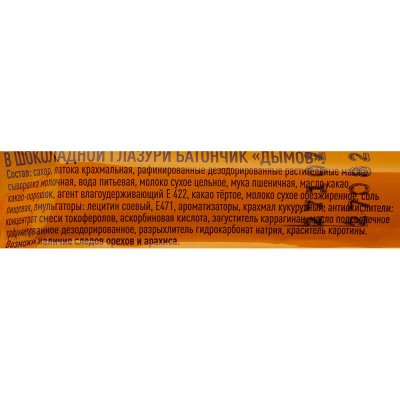 В ШОКОЛАДНОЙ ГЛАЗУРИ БАТОНЧИК «ДЫМОВ».
Состав: сахар, патока крахмальная, рафинированные дезодорированные растительные масла,
сыворотка молочная, вода питьевая, молоко сухое цельное, мука пшеничная, масло какао,
какао-порошок, агент влагоудерживающий Е 422, какао тёртое, молоко сухое обезжиренное, соль
пищевая, эмульгаторы: лецитин соевый, Е471, ароматизаторы, крахмал кукурузный, антиокислители:
концентрат смеси токоферолов, аскорбиновая кислота, загуститель каррагинан, масло подсолнечное
рафинированное дезодорированное, разрыхлитель гидрокарбонат натрия, краситель каротины.
Возможно наличие следов орехов и арахиса.